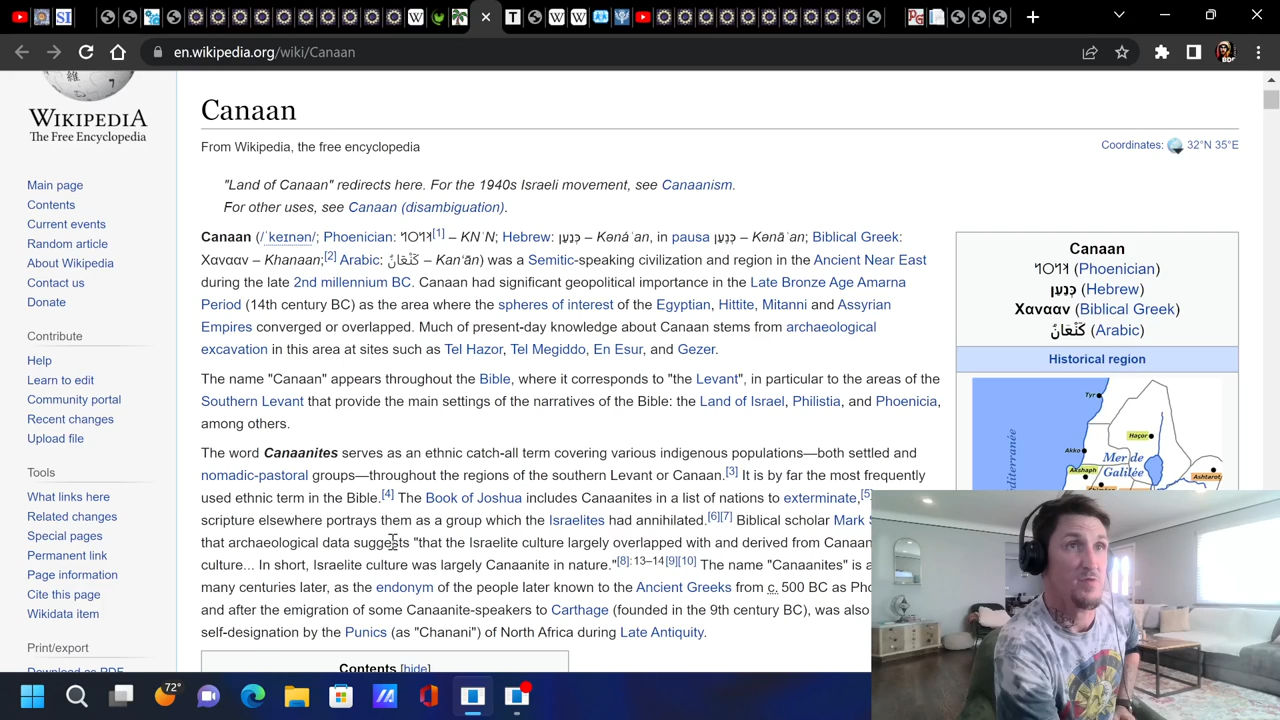 en.wikipedia.org/wiki/Canaan
WIKIPEDIA
The Free Encyclopedia
Main page
Contents
Current events
Random article
About Wikipedia
Contact us
Donate
Contribute
Help
Learn to edit
Community portal
Recent changes
Upload file
Tools
What links here
Related changes
Special pages
Permanent link
Page information
Cite this page
Wikidata item
Print/export
Download as PDF
Canaan
From Wikipedia, the free encyclopedia
Coordinates: 32°N 35°E
"Land of Canaan" redirects here. For the 1940s Israeli movement, see Canaanism.
For other uses, see Canaan (disambiguation).
Canaan (/ˈkeɪnən/; Phoenician: 𐤊𐤍𐤏𐤍[1] – KNʿN; Hebrew: כְּנַעַן – Kənáʿan, in pausa כְּנָעַן – Kənāʿan; Biblical Greek:
Χανααν – Khanaan;[2] Arabic: كَنْعَانُ – Kan‘ān) was a Semitic-speaking civilization and region in the Ancient Near East
during the late 2nd millennium BC. Canaan had significant geopolitical importance in the Late Bronze Age Amarna
Period (14th century BC) as the area where the spheres of interest of the Egyptian, Hittite, Mitanni and Assyrian
Empires converged or overlapped. Much of present-day knowledge about Canaan stems from archaeological
excavation in this area at sites such as Tel Hazor, Tel Megiddo, En Esur, and Gezer.
The name "Canaan" appears throughout the Bible, where it corresponds to "the Levant", in particular to the areas of the
Southern Levant that provide the main settings of the narratives of the Bible: the Land of Israel, Philistia, and Phoenicia,
among others.
The word Canaanites serves as an ethnic catch-all term covering various indigenous populations—both settled and
nomadic-pastoral groups—throughout the regions of the southern Levant or Canaan.[3] It is by far the most frequently
used ethnic term in the Bible.[4] The Book of Joshua includes Canaanites in a list of nations to exterminate,[5]
scripture elsewhere portrays them as a group which the Israelites had annihilated.[6][7] Biblical scholar Mark S
that archaeological data suggests "that the Israelite culture largely overlapped with and derived from Canaan
culture... In short, Israelite culture was largely Canaanite in nature."[8]:13–14[9][10] The name "Canaanites" is a
many centuries later, as the endonym of the people later known to the Ancient Greeks from c. 500 BC as Pho
and after the emigration of some Canaanite-speakers to Carthage (founded in the 9th century BC), was also
self-designation by the Punics (as "Chanani") of North Africa during Late Antiquity.
Contents [hide]
Canaan
𐤊𐤍𐤏𐤍 (Phoenician)
כְּנַעַן (Hebrew)
Χανααν (Biblical Greek)
كَنْعَانُ (Arabic)
Historical region
Tyr
Haçor
Akko
Mer de
Galilée
Akshaph
Ashtarot
72°